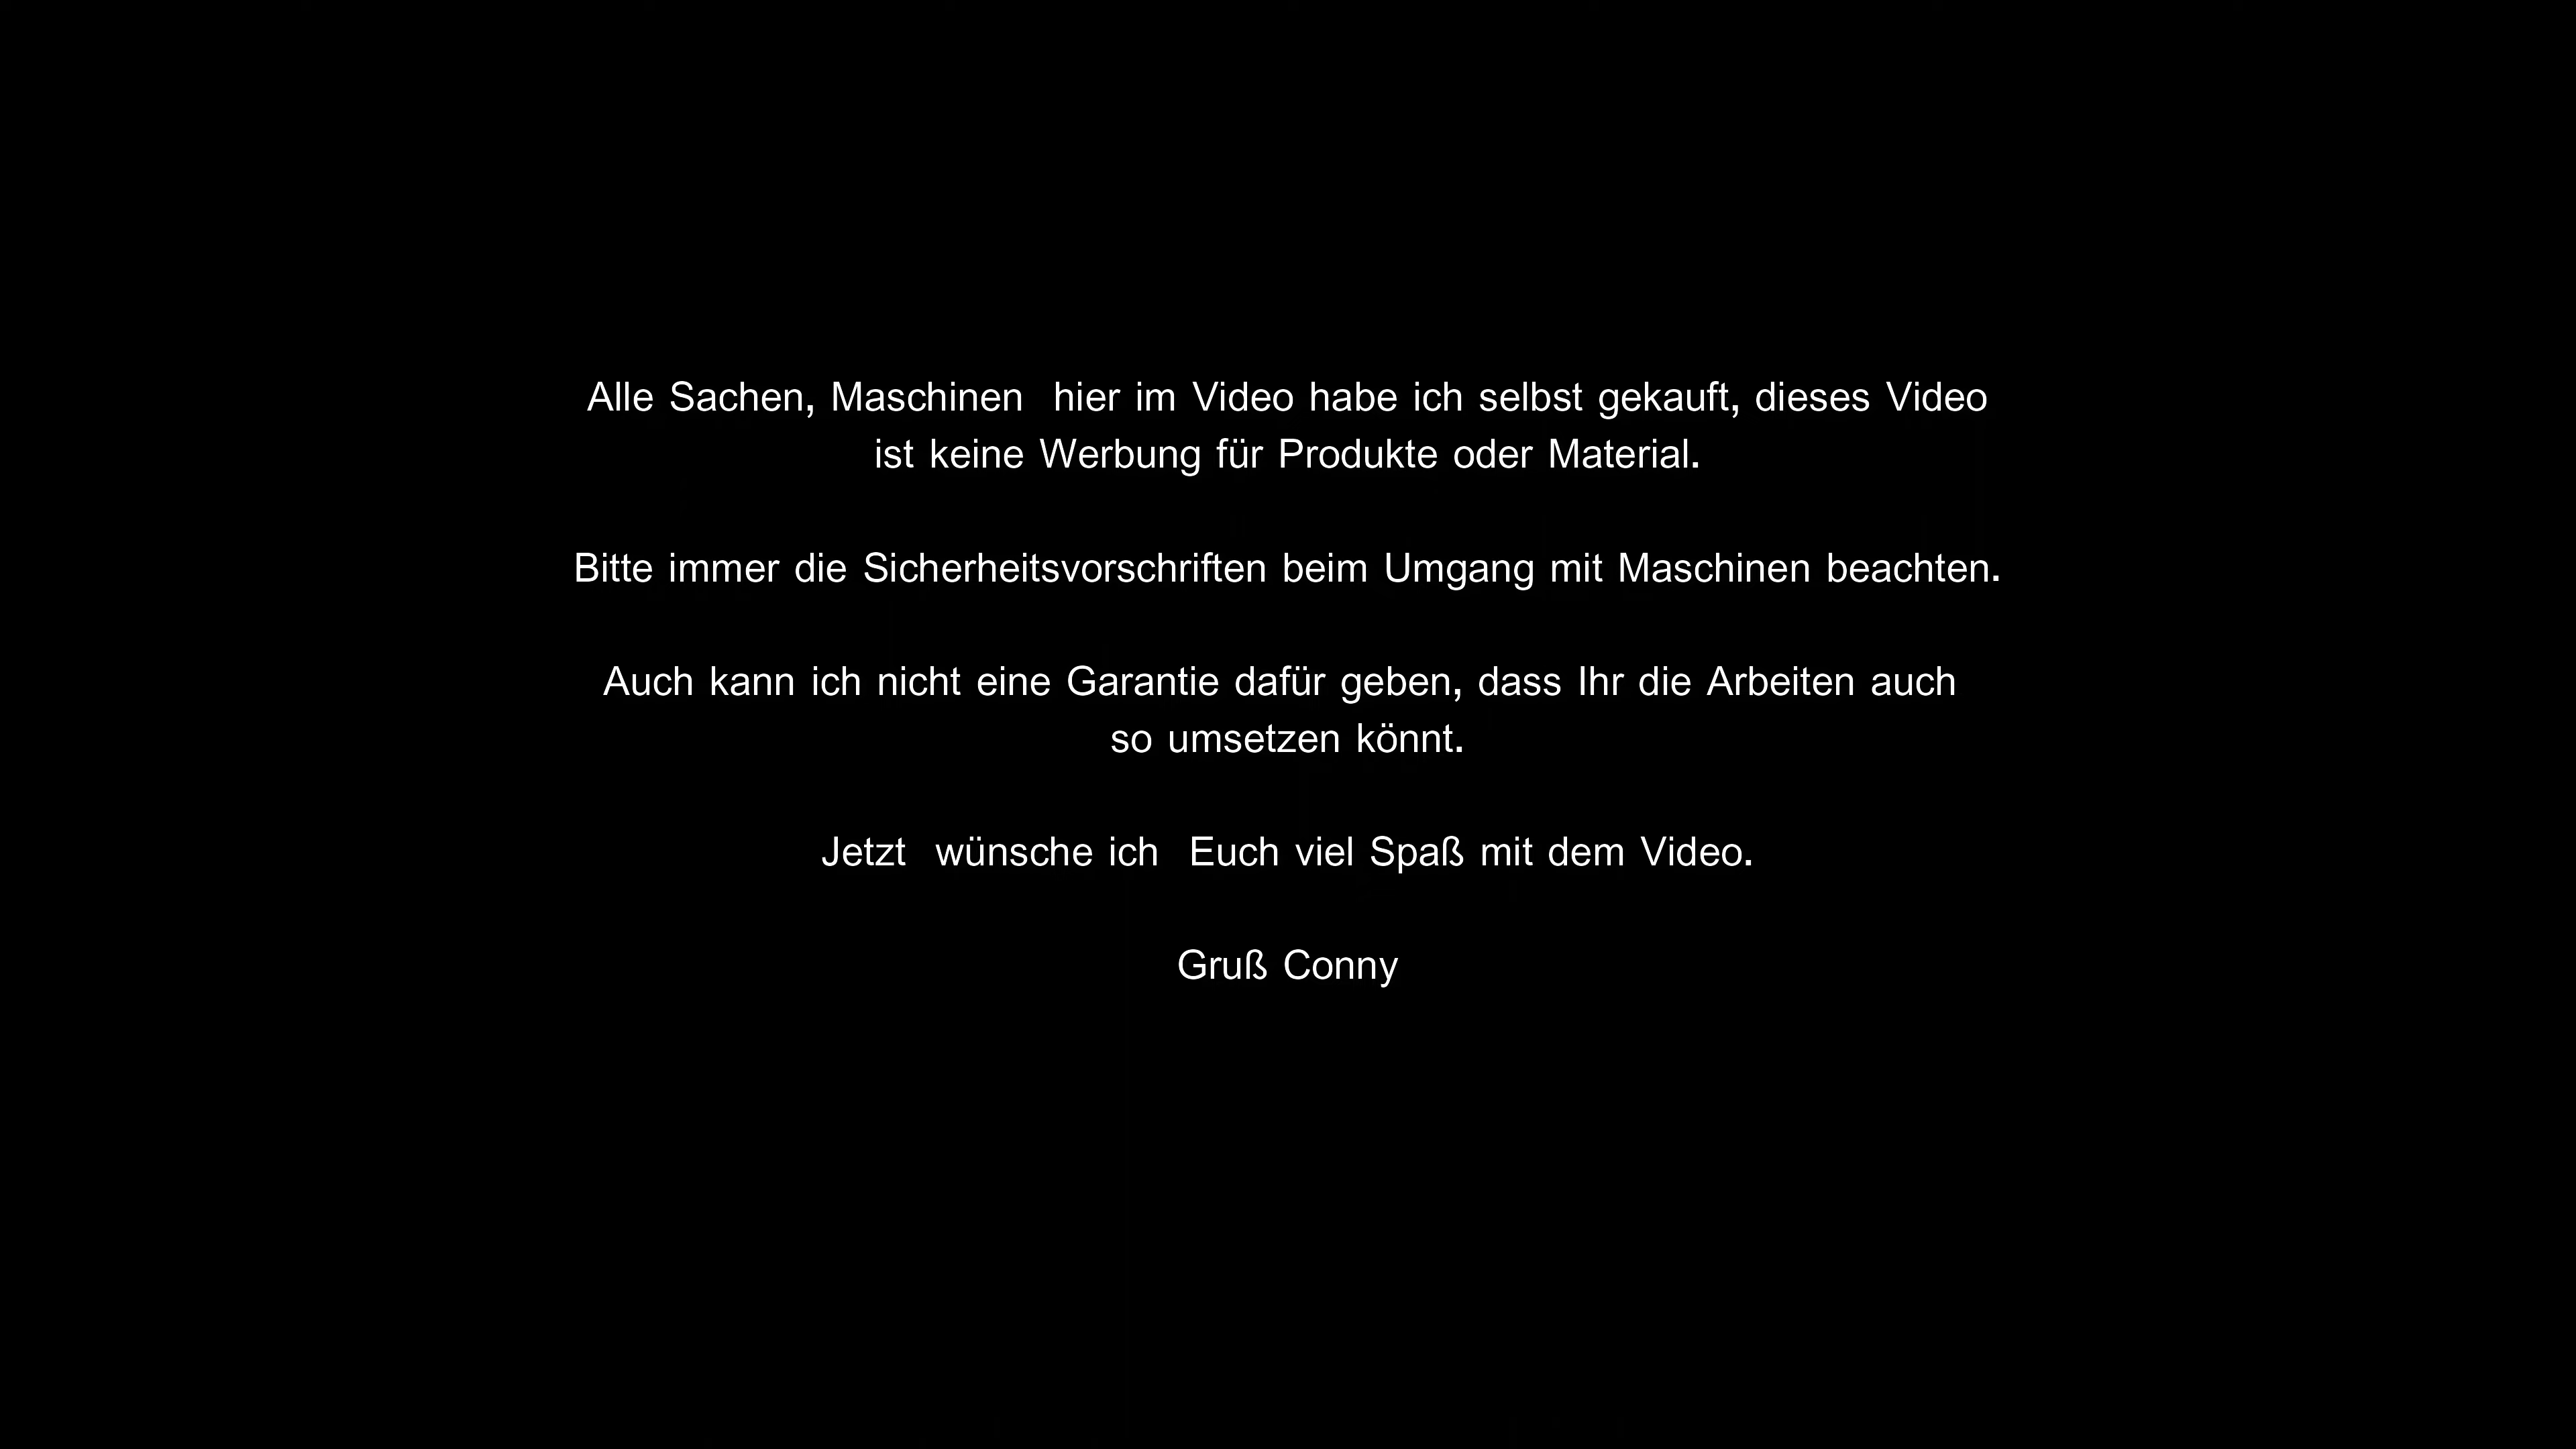 Alle Sachen, Maschinen  hier im Video habe ich selbst gekauft, dieses Video
ist keine Werbung für Produkte oder Material.
Bitte immer die Sicherheitsvorschriften beim Umgang mit Maschinen beachten.
Auch kann ich nicht eine Garantie dafür geben, dass Ihr die Arbeiten auch
so umsetzen könnt.
Jetzt  wünsche ich  Euch viel Spaß mit dem Video.
Gruß Conny